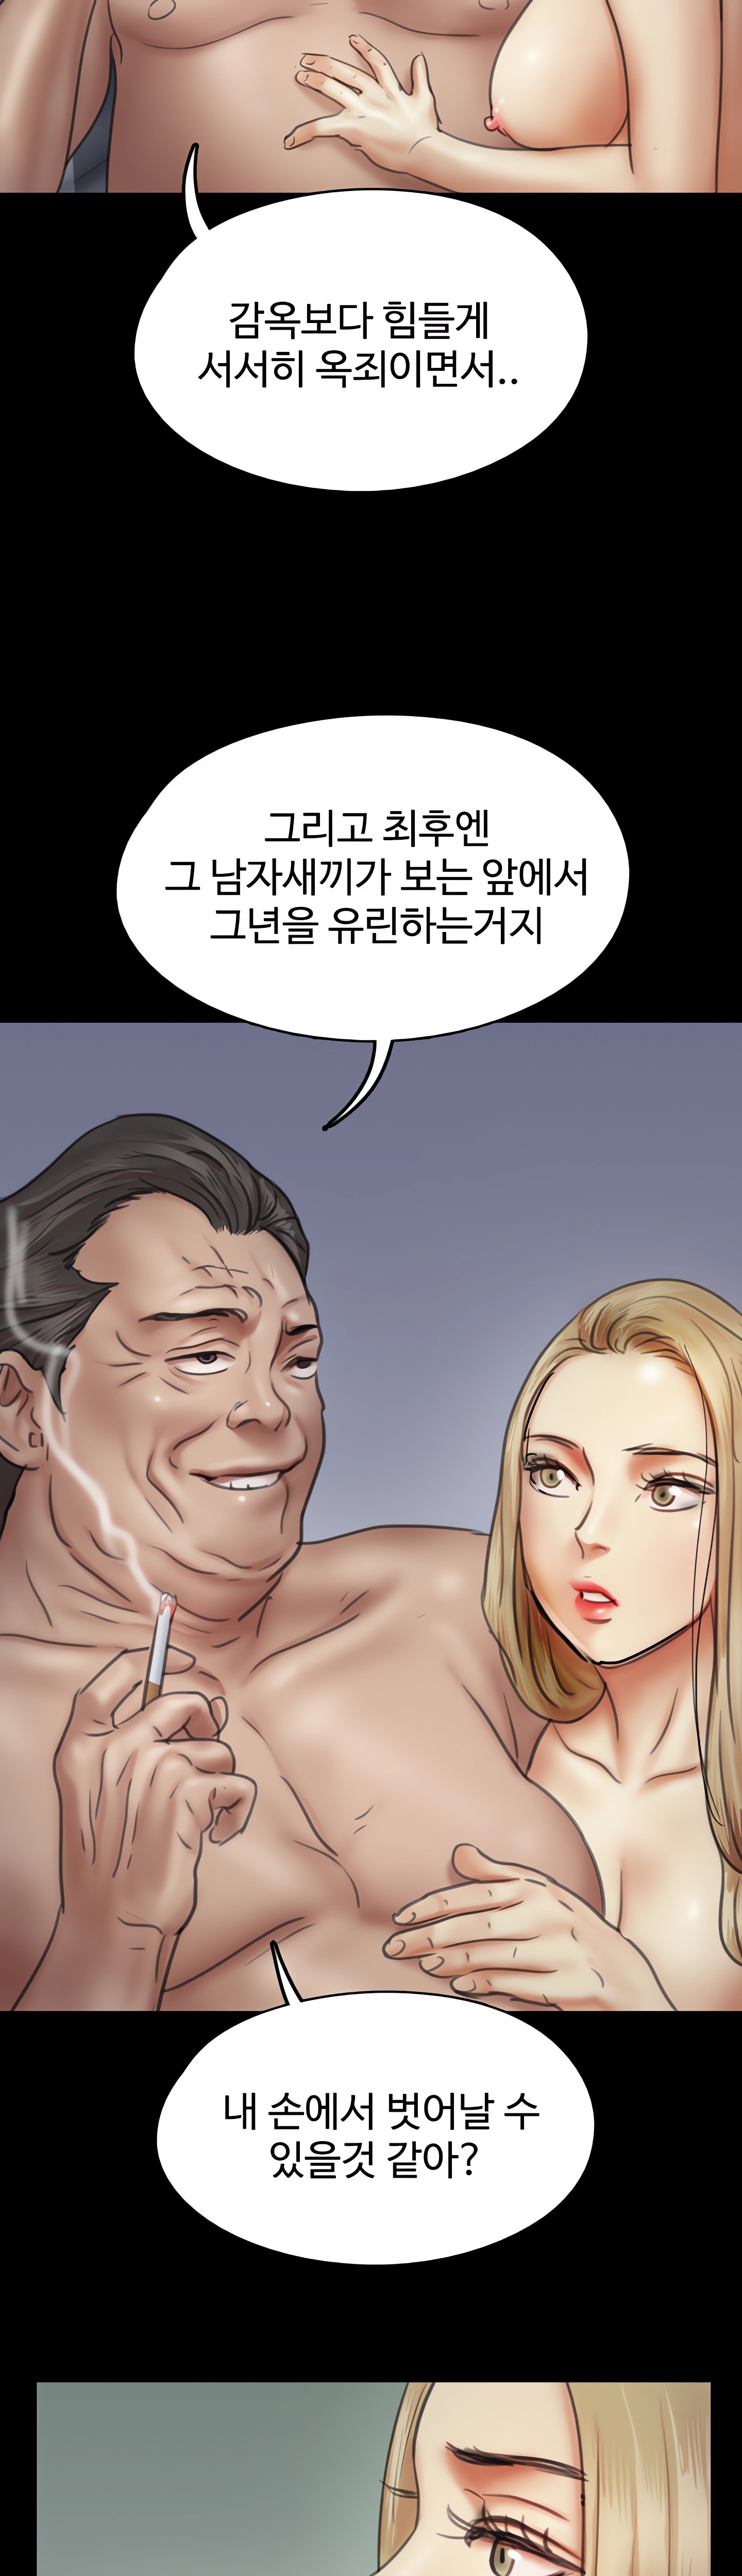 감옥보다 힘들게
서서히 옥죄이면서..
그리고 최후엔
그 남자새끼가 보는 앞에서
그년을 유린하는거지
내 손에서 벗어날 수
있을것 같아?